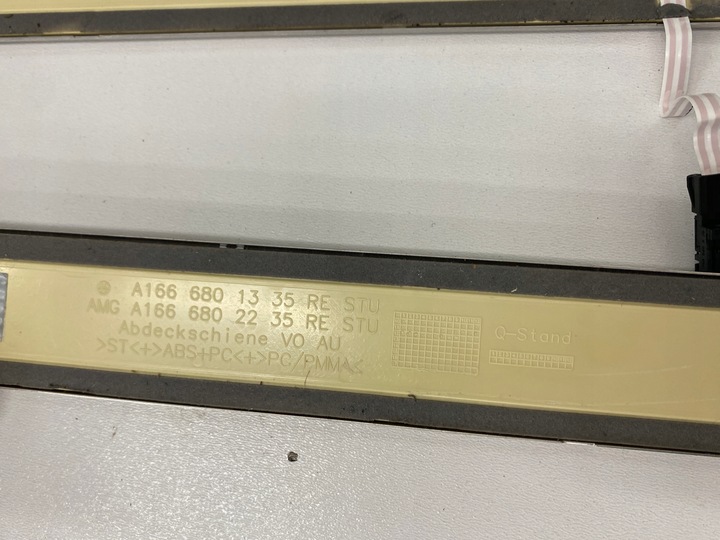 A166 680 13 35 RE STU
AMG A166 680 22 35 RE STU
Abdeckschiene VO AU
>ST<+>ABS+PC<+>PC/PMMA<
Q-Stand